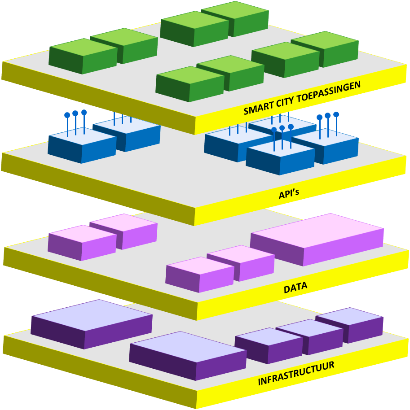 SMART CITY TOEPASSINGEN
API's
DATA
INFRASTRUCTUUR